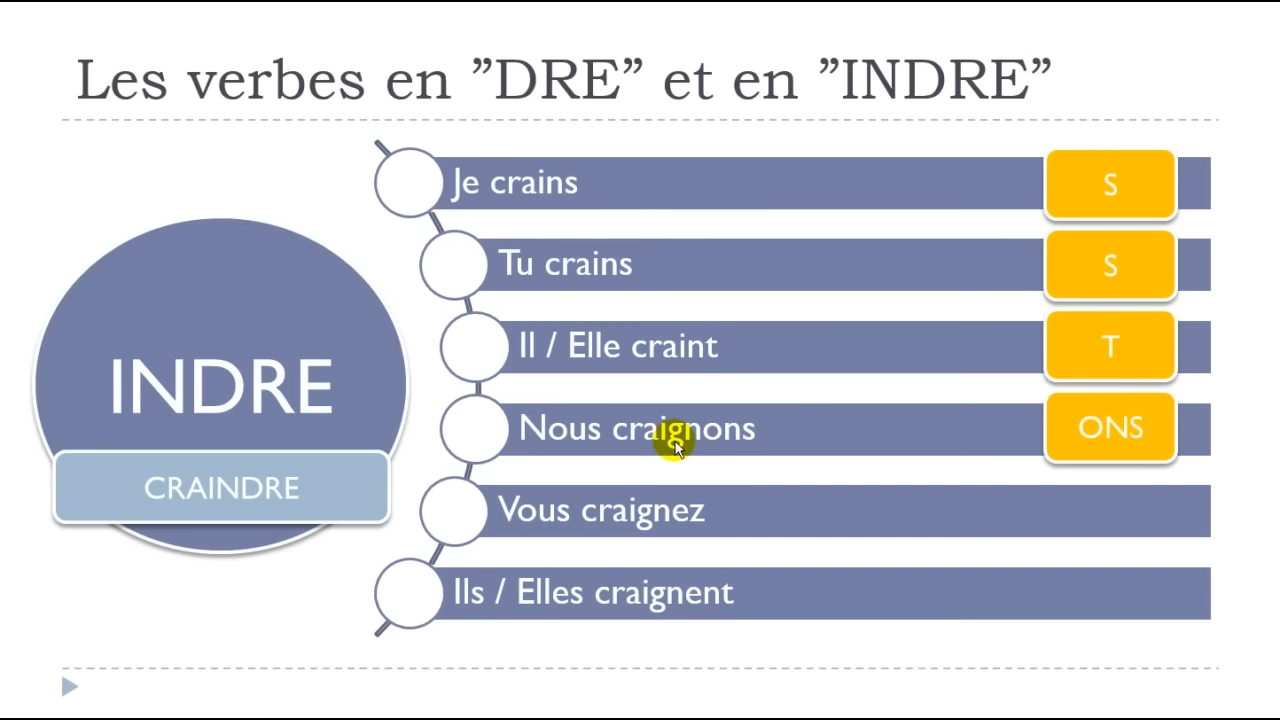 Les verbes en ”DRE” et en ”INDRE”
INDRE
CRAINDRE
Je crains S
Tu crains S
Il / Elle craint T
Nous craignons ONS
Vous craignez
Ils / Elles craignent